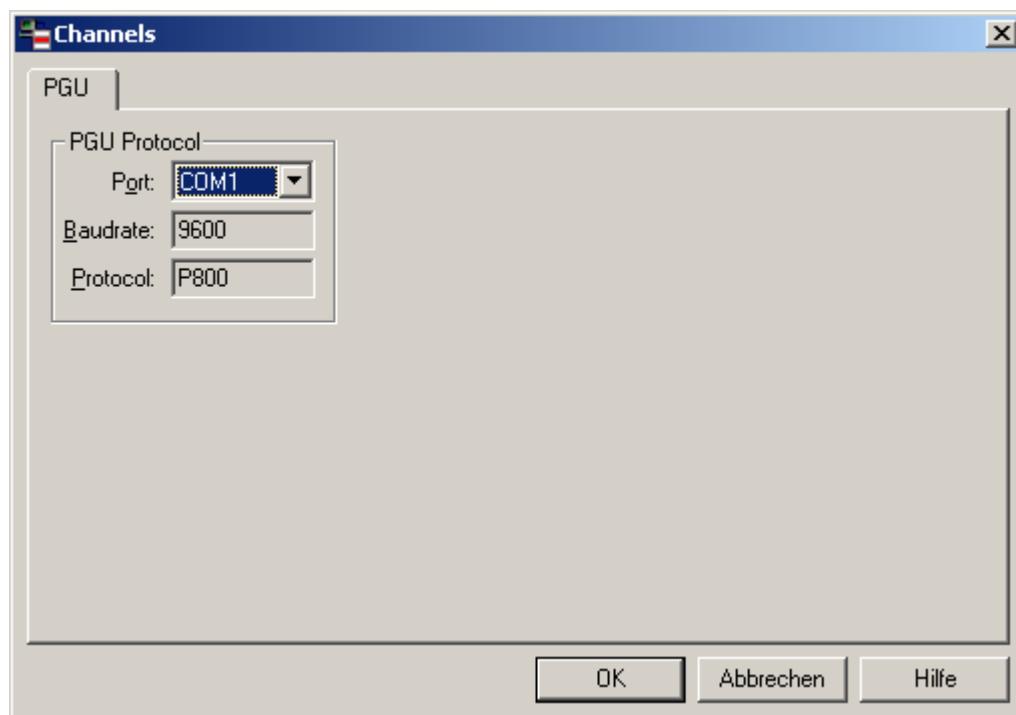 Channels
PGU
PGU Protocol
Port: COM1
Baudrate: 9600
Protocol: P800
OK Abbrechen Hilfe